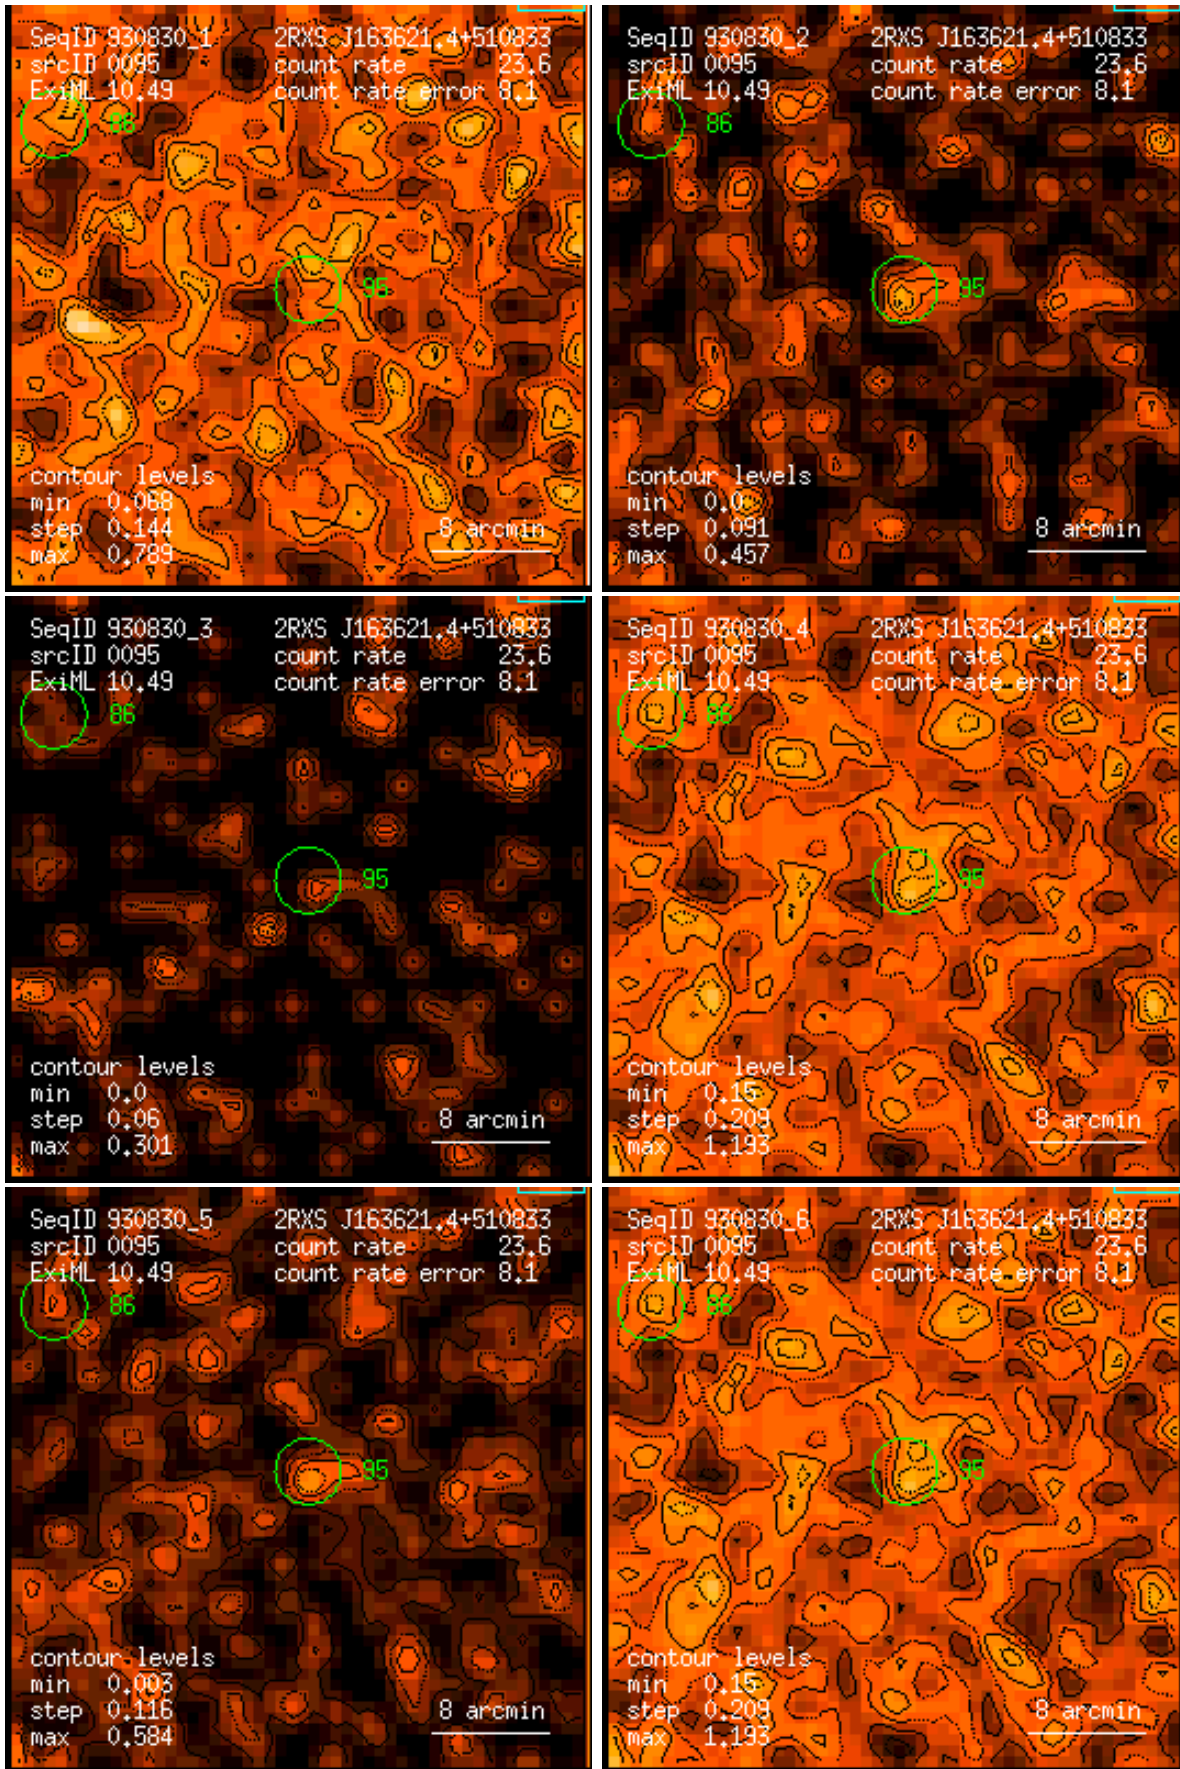 SeqID 930830_1 2RXS J163621.4+510833
srcID 0095 count rate 23.6
ExiML 10.49 count rate error 8.1
86
95
contour levels
min 0.068
step 0.144
max 0.789
8 arcmin
SeqID 930830_2 2RXS J163621.4+510833
srcID 0095 count rate 23.6
ExiML 10.49 count rate error 8.1
86
95
contour levels
min 0.0
step 0.091
max 0.457
8 arcmin
SeqID 930830_3 2RXS J163621.4+510833
srcID 0095 count rate 23.6
ExiML 10.49 count rate error 8.1
86
95
contour levels
min 0.0
step 0.06
max 0.301
8 arcmin
SeqID 930830_4 2RXS J163621.4+510833
srcID 0095 count rate 23.6
ExiML 10.49 count rate error 8.1
86
95
contour levels
min 0.15
step 0.209
max 1.193
8 arcmin
SeqID 930830_5 2RXS J163621.4+510833
srcID 0095 count rate 23.6
ExiML 10.49 count rate error 8.1
86
95
contour levels
min 0.003
step 0.116
max 0.584
8 arcmin
SeqID 930830_6 2RXS J163621.4+510833
srcID 0095 count rate 23.6
ExiML 10.49 count rate error 8.1
86
95
contour levels
min 0.15
step 0.209
max 1.193
8 arcmin